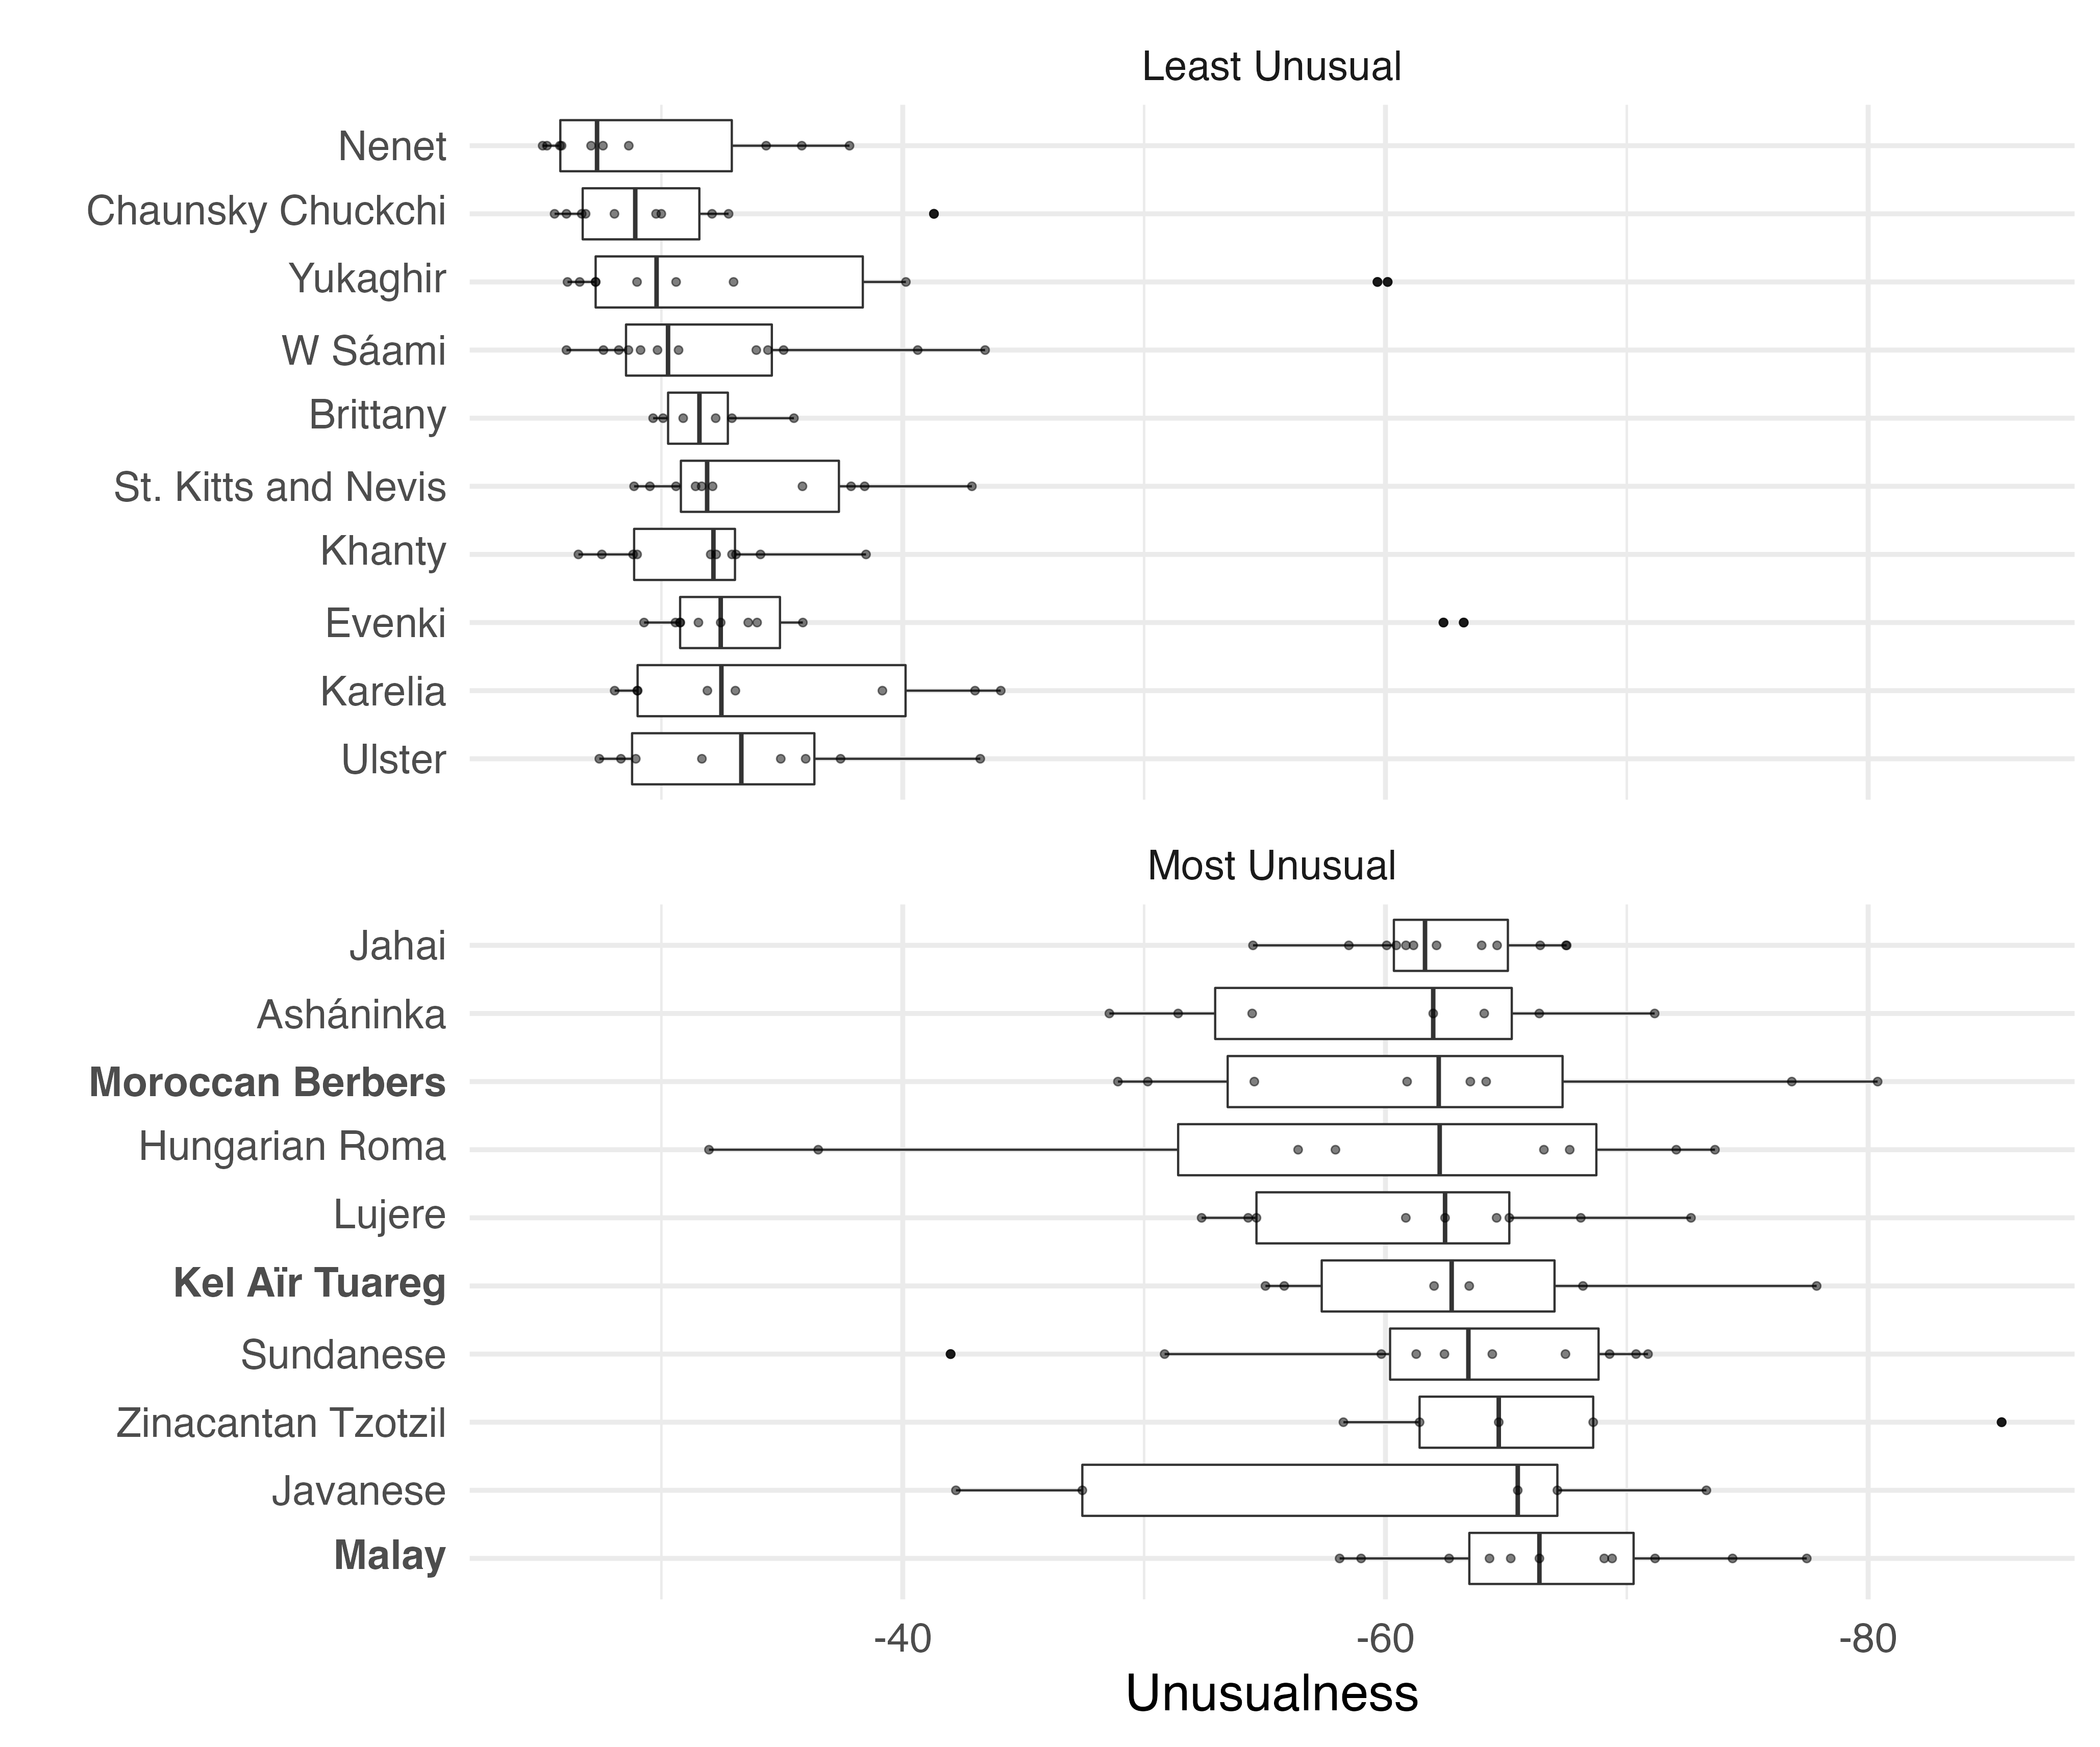 Least Unusual
Nenet
Chaunsky Chuckchi
Yukaghir
W Sáami
Brittany
St. Kitts and Nevis
Khanty
Evenki
Karelia
Ulster
Most Unusual
Jahai
Asháninka
Moroccan Berbers
Hungarian Roma
Lujere
Kel Aïr Tuareg
Sundanese
Zinacantan Tzotzil
Javanese
Malay
-40 -60 -80
Unusualness